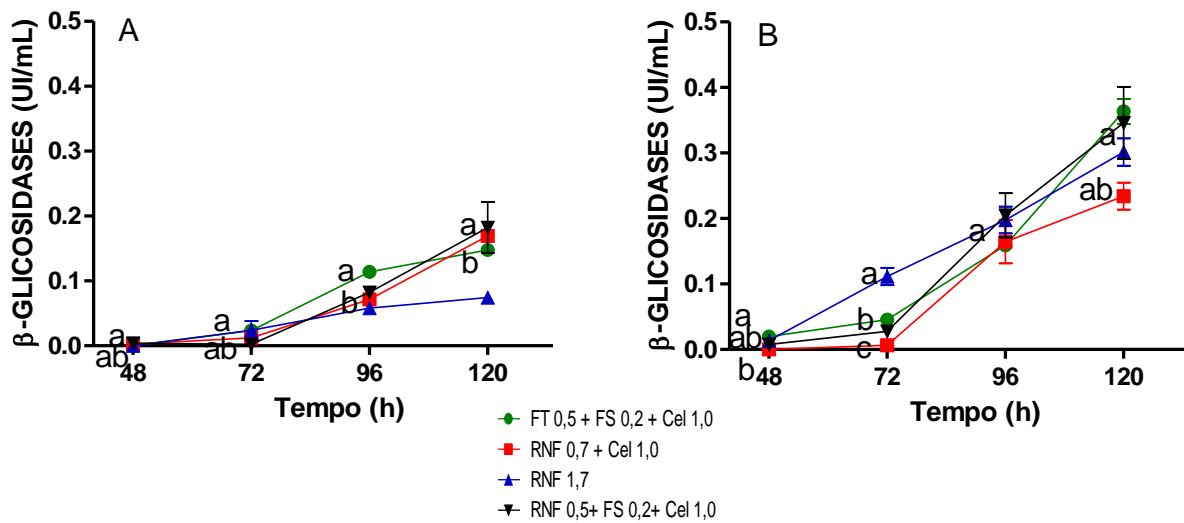 A
β-GLICOSIDASES (UI/mL)
0.5
0.4
0.3
0.2
0.1
0.0
a
ab
a
ab
a
b
a
b
48
72
96
120
Tempo (h)
B
β-GLICOSIDASES (UI/mL)
0.5
0.4
0.3
0.2
0.1
0.0
a
ab
b
a
b
c
a
a
ab
48
72
96
120
Tempo (h)
FT 0,5 + FS 0,2 + Cel 1,0
RNF 0,7 + Cel 1,0
RNF 1,7
RNF 0,5+ FS 0,2+ Cel 1,0